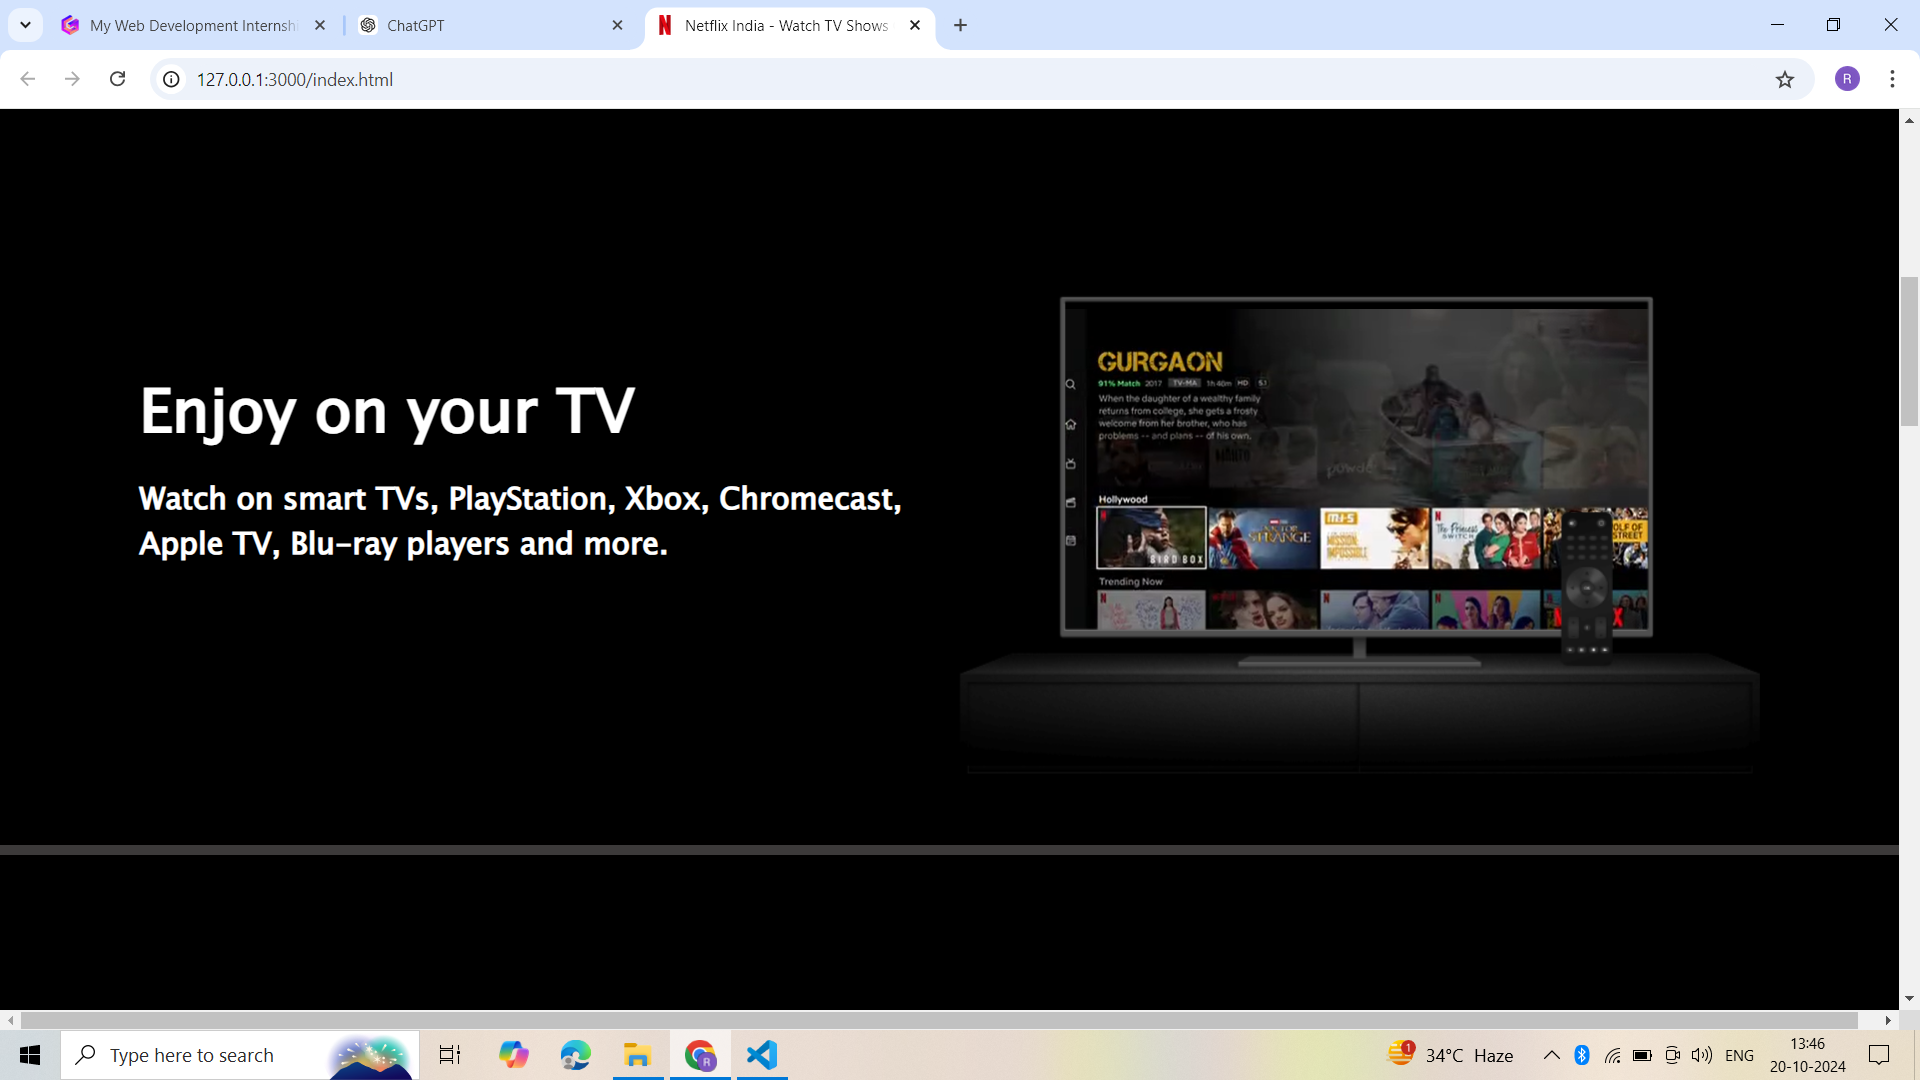 My Web Development Internshi
ChatGPT
Netflix India - Watch TV Shows
127.0.0.1:3000/index.html
R
Enjoy on your TV
Watch on smart TVs, PlayStation, Xbox, Chromecast,
Apple TV, Blu-ray players and more.
GURGAON
91% Match 2017 TV-MA 1h 46m HD 5.1
When the daughter of a wealthy family
returns from college, she gets a frosty
welcome from her brother, who has
problems -- and plans -- of his own.
Hollywood
BIRD BOX
DOCTOR STRANGE
M:I-5
MISSION IMPOSSIBLE
The Princess
SWITCH
WOLF OF
STREET
Trending Now
Type here to search
R
1
34°C Haze
ENG
13:46
20-10-2024